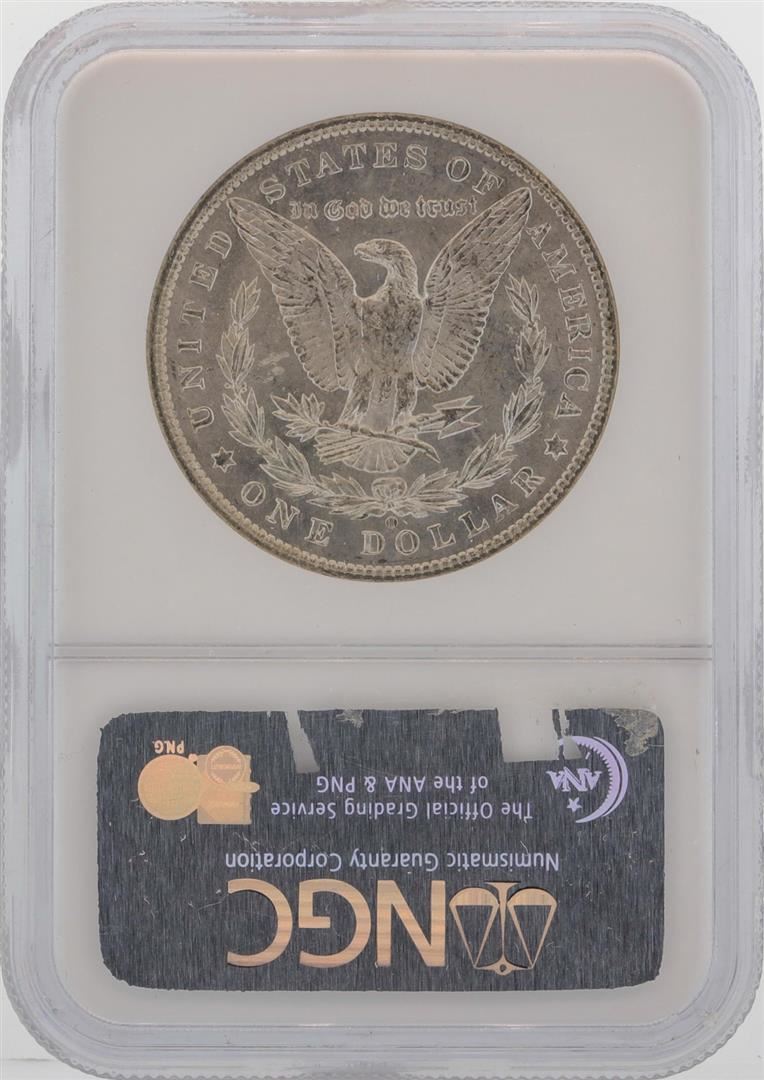 UNITED STATES OF AMERICA
In God we trust
ONE DOLLAR
O
NGC
Numismatic Guaranty Corporation
The Official Grading Service
of the ANA & PNG
ANA
PNG